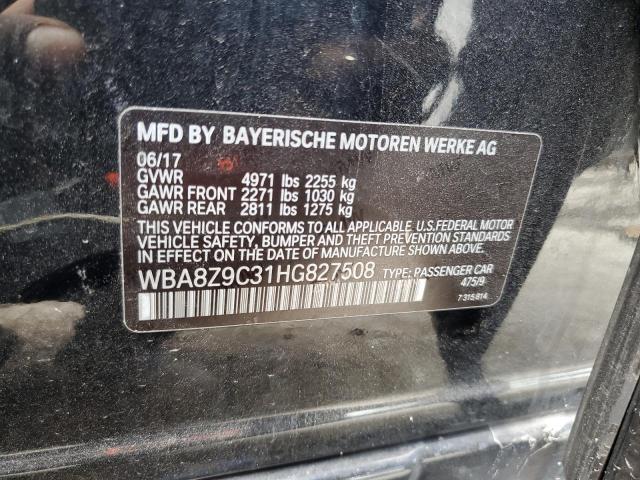 MFD BY BAYERISCHE MOTOREN WERKE AG
06/17
GVWR 4971 lbs 2255 kg
GAWR FRONT 2271 lbs 1030 kg
GAWR REAR 2811 lbs 1275 kg
THIS VEHICLE CONFORMS TO ALL APPLICABLE U.S.FEDERAL MOTOR
VEHICLE SAFETY, BUMPER AND THEFT PREVENTION STANDARDS
IN EFFECT ON THE DATE OF MANUFACTURE SHOWN ABOVE.
WBA8Z9C31HG827508 TYPE: PASSENGER CAR
475/9
7 315 814